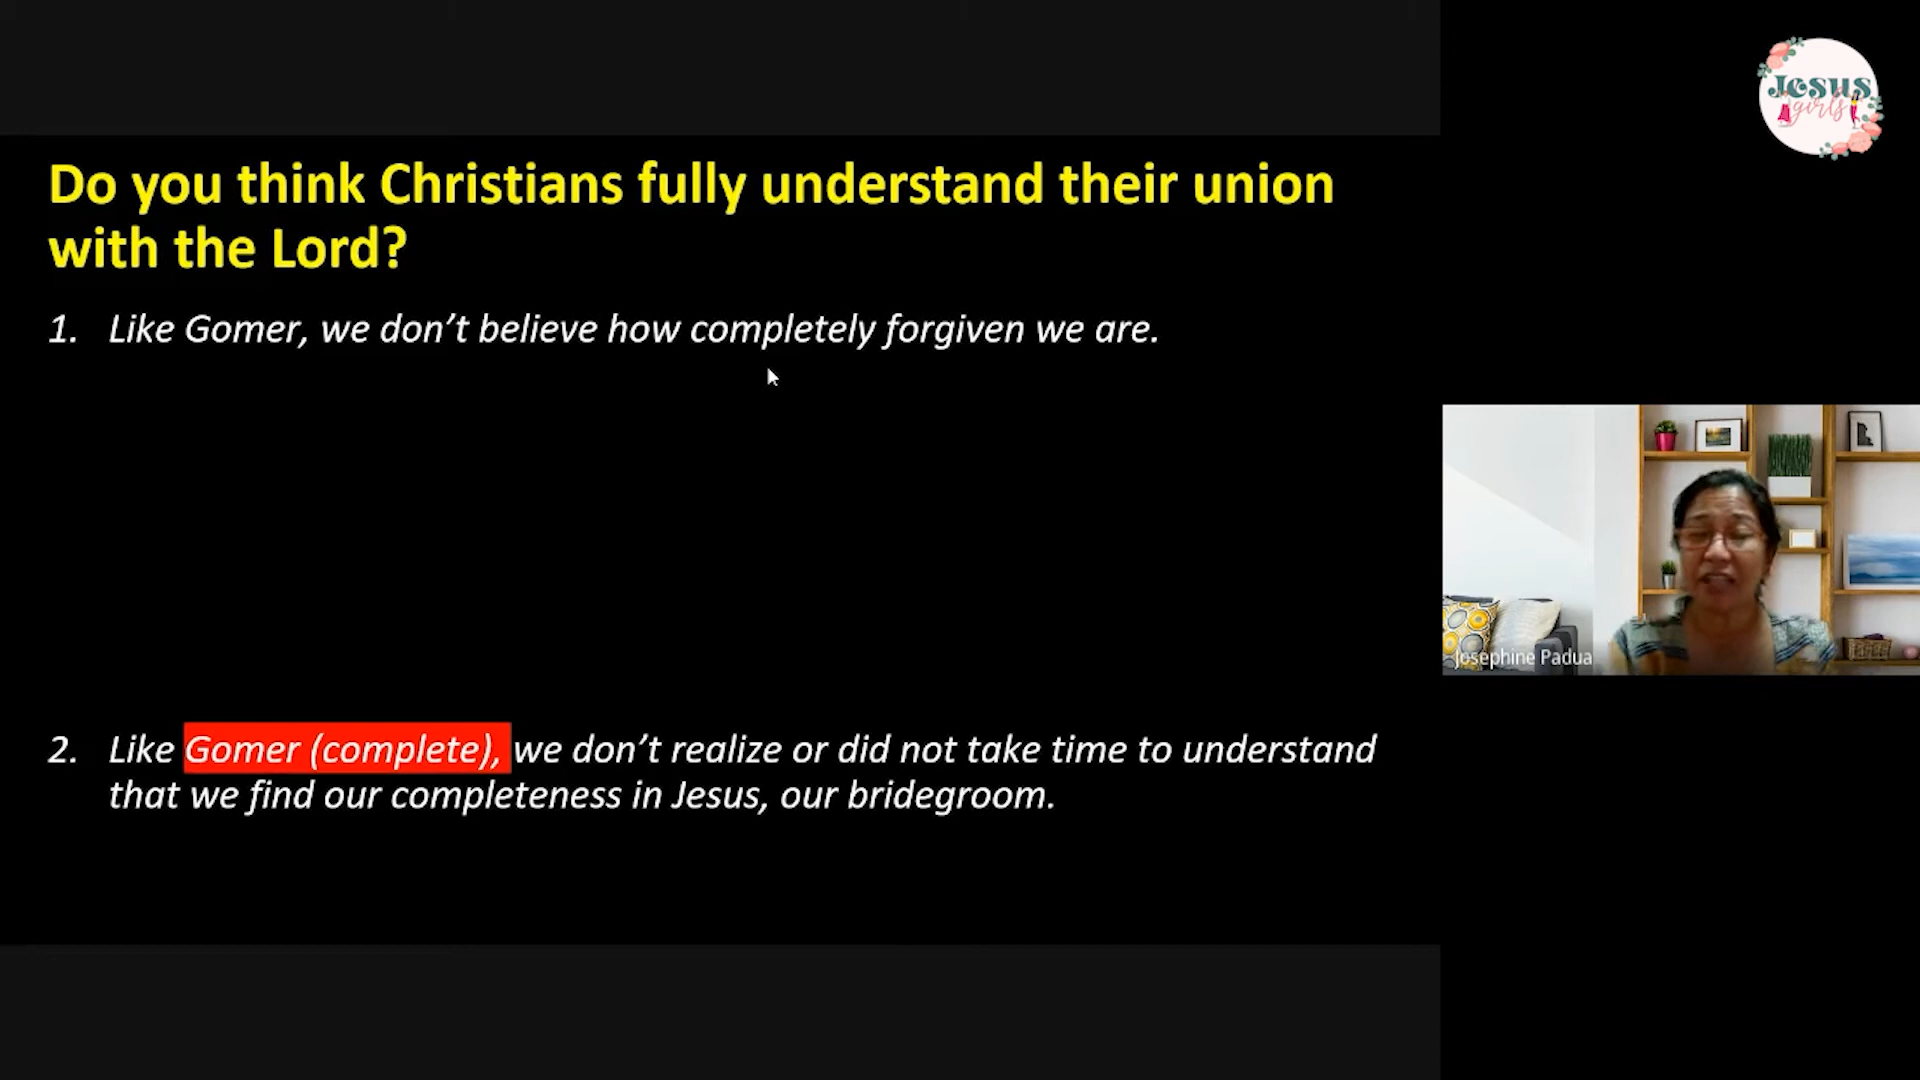 Jesus
girls
Do you think Christians fully understand their union
with the Lord?
1. Like Gomer, we don’t believe how completely forgiven we are.
Josephine Padua
2. Like Gomer (complete), we don’t realize or did not take time to understand
that we find our completeness in Jesus, our bridegroom.